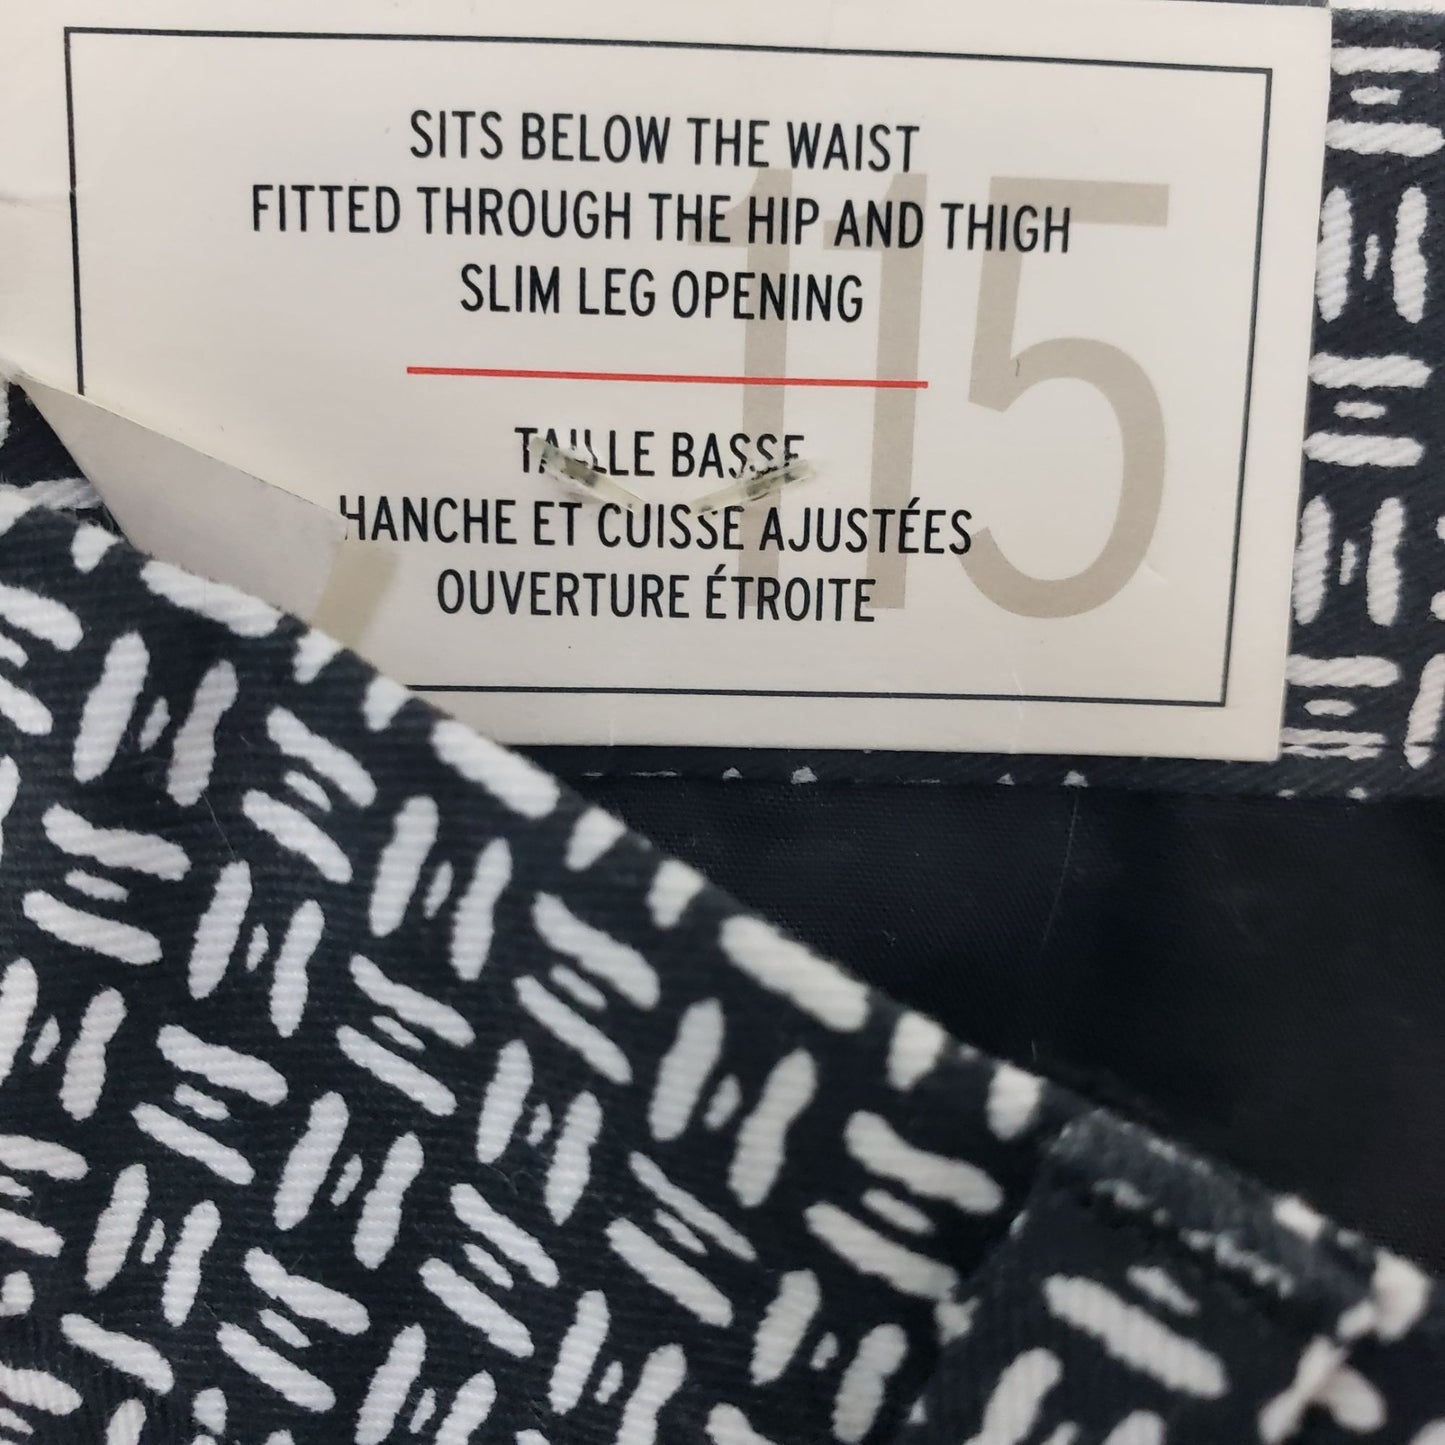 SITS BELOW THE WAIST
FITTED THROUGH THE HIP AND THIGH
SLIM LEG OPENING
115
TAILLE BASSE
HANCHE ET CUISSE AJUSTÉES
OUVERTURE ÉTROITE